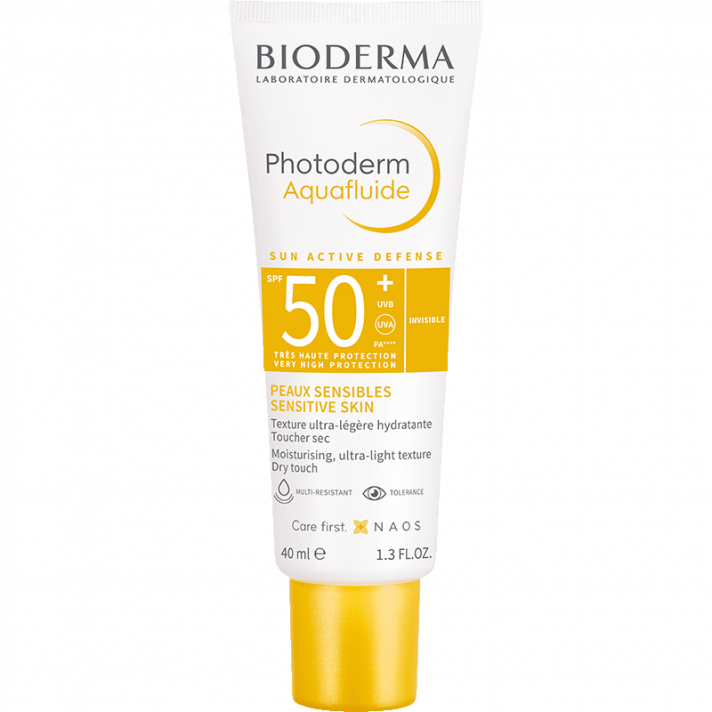 BIODERMA
LABORATOIRE DERMATOLOGIQUE
Photoderm
Aquafluide
SUN ACTIVE DEFENSE
SPF 50+
UVB
UVA
PA****
INVISIBLE
TRÈS HAUTE PROTECTION
VERY HIGH PROTECTION
PEAUX SENSIBLES
SENSITIVE SKIN
Texture ultra-légère hydratante
Toucher sec
Moisturising, ultra-light texture
Dry touch
MULTI-RESISTANT TOLERANCE
Care first. NAOS
40 ml ℮ 1.3 FL.OZ.